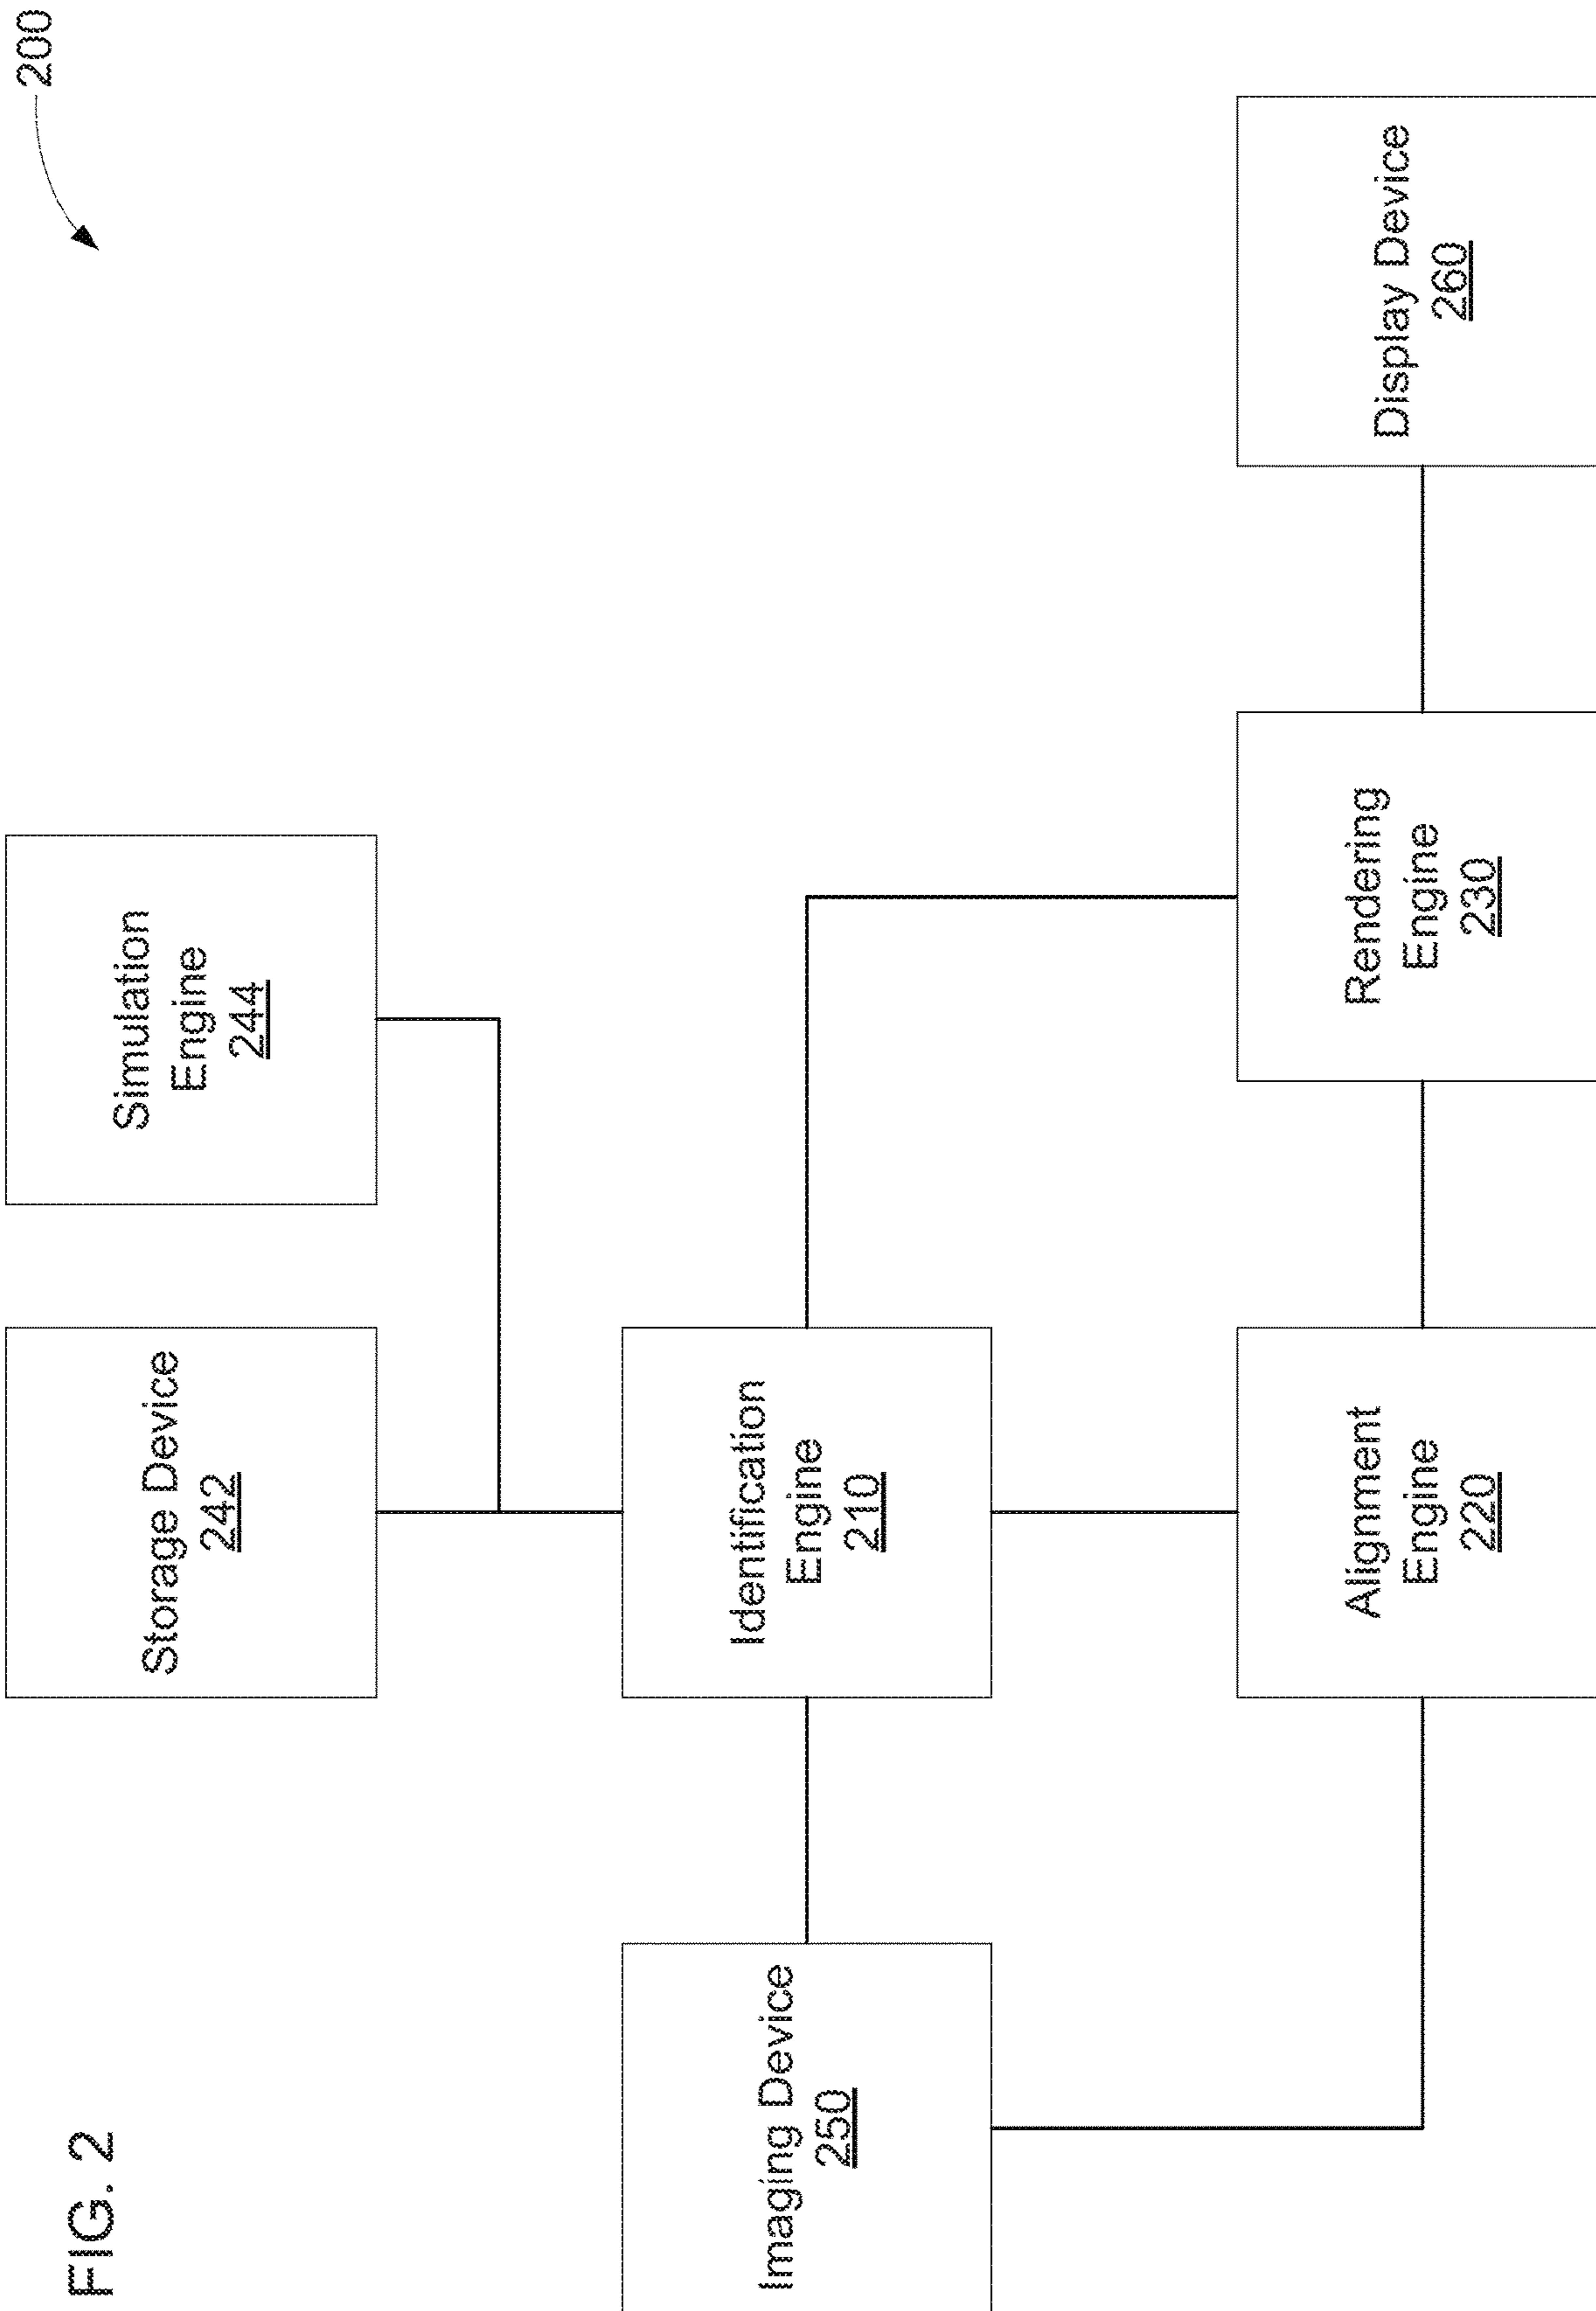 FIG. 2
200
Storage Device
242
Simulation
Engine
244
Imaging Device
250
Identification
Engine
210
Alignment
Engine
220
Rendering
Engine
230
Display Device
260